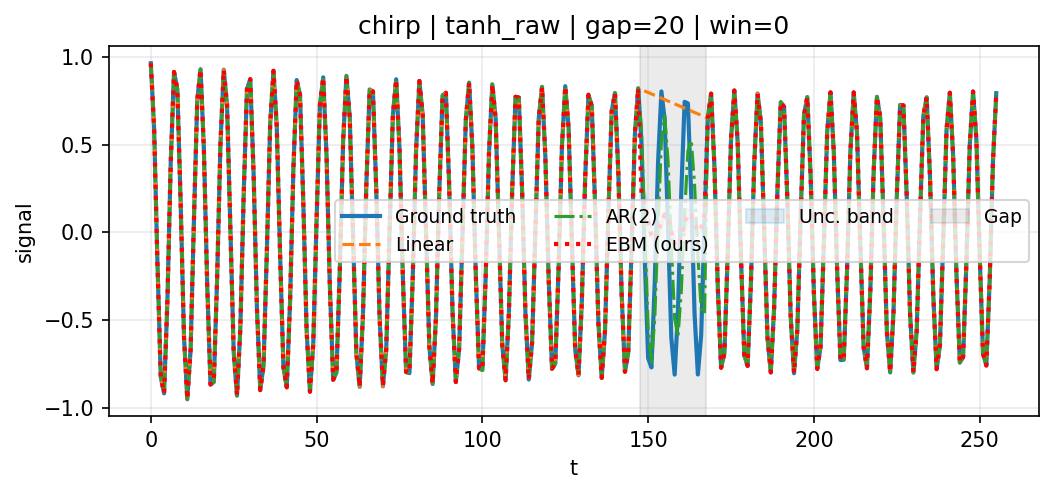 chirp | tanh_raw | gap=20 | win=0
1.0
0.5
0.0
−0.5
−1.0
signal
Ground truth
Linear
AR(2)
EBM (ours)
Unc. band
Gap
0
50
100
150
200
250
t